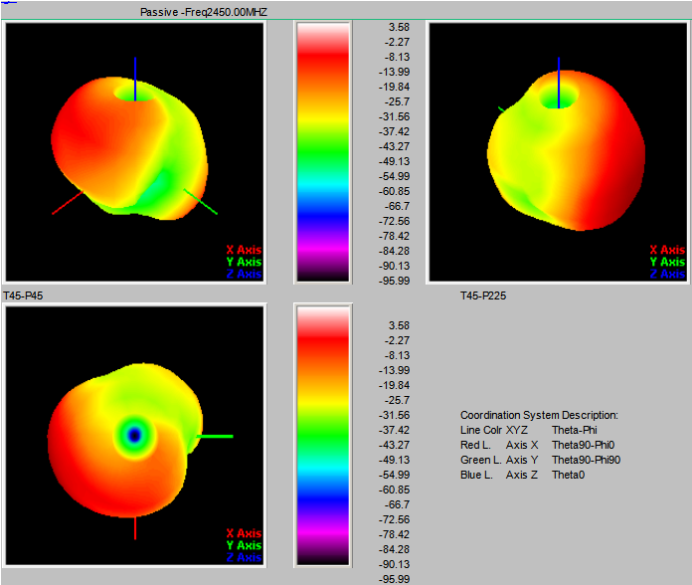 Passive -Freq2450.00MHZ
3.58
-2.27
-8.13
-13.99
-19.84
-25.7
-31.56
-37.42
-43.27
-49.13
-54.99
-60.85
-66.7
-72.56
-78.42
-84.28
-90.13
-95.99
X Axis
Y Axis
Z Axis
X Axis
Y Axis
Z Axis
T45-P45
T45-P225
3.58
-2.27
-8.13
-13.99
-19.84
-25.7
-31.56
-37.42
-43.27
-49.13
-54.99
-60.85
-66.7
-72.56
-78.42
-84.28
-90.13
-95.99
X Axis
Y Axis
Z Axis
Coordination System Description:
Line Colr XYZ Theta-Phi
Red L. Axis X Theta90-Phi0
Green L. Axis Y Theta90-Phi90
Blue L. Axis Z Theta0